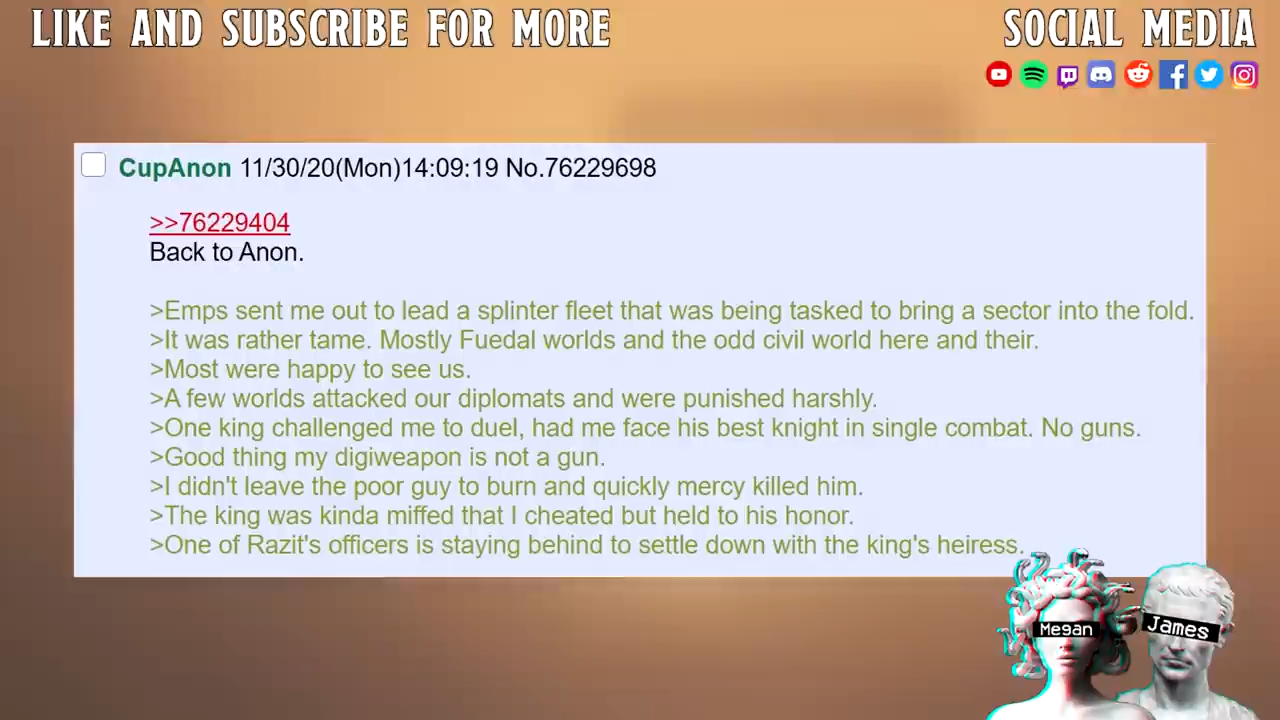 LIKE AND SUBSCRIBE FOR MORE
SOCIAL MEDIA
CupAnon 11/30/20(Mon)14:09:19 No.76229698
>>76229404
Back to Anon.
>Emps sent me out to lead a splinter fleet that was being tasked to bring a sector into the fold.
>It was rather tame. Mostly Fuedal worlds and the odd civil world here and their.
>Most were happy to see us.
>A few worlds attacked our diplomats and were punished harshly.
>One king challenged me to duel, had me face his best knight in single combat. No guns.
>Good thing my digiweapon is not a gun.
>I didn't leave the poor guy to burn and quickly mercy killed him.
>The king was kinda miffed that I cheated but held to his honor.
>One of Razit's officers is staying behind to settle down with the king's heiress.
Megan
James